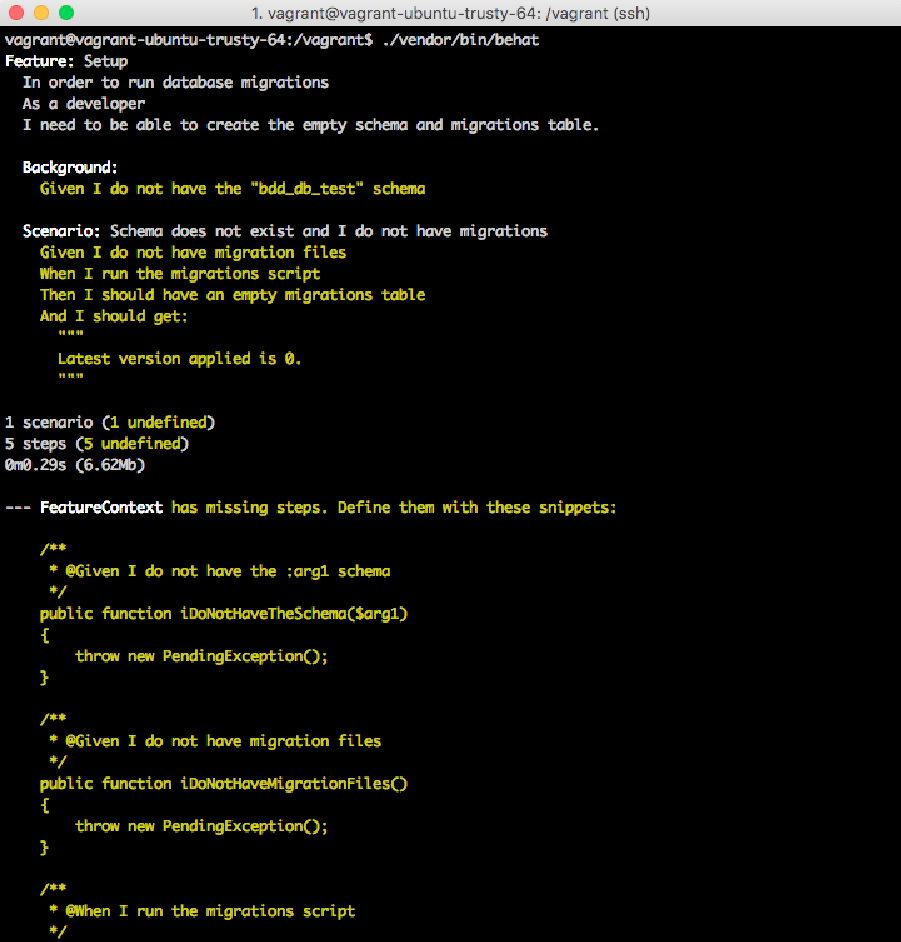 1. vagrant@vagrant-ubuntu-trusty-64: /vagrant (ssh)
vagrant@vagrant-ubuntu-trusty-64:/vagrant$ ./vendor/bin/behat
Feature: Setup
  In order to run database migrations
  As a developer
  I need to be able to create the empty schema and migrations table.

  Background:
    Given I do not have the "bdd_db_test" schema

  Scenario: Schema does not exist and I do not have migrations
    Given I do not have migration files
    When I run the migrations script
    Then I should have an empty migrations table
    And I should get:
      """
      Latest version applied is 0.
      """

1 scenario (1 undefined)
5 steps (5 undefined)
0m0.29s (6.62Mb)

--- FeatureContext has missing steps. Define them with these snippets:

    /**
     * @Given I do not have the :arg1 schema
     */
    public function iDoNotHaveTheSchema($arg1)
    {
        throw new PendingException();
    }

    /**
     * @Given I do not have migration files
     */
    public function iDoNotHaveMigrationFiles()
    {
        throw new PendingException();
    }

    /**
     * @When I run the migrations script
     */